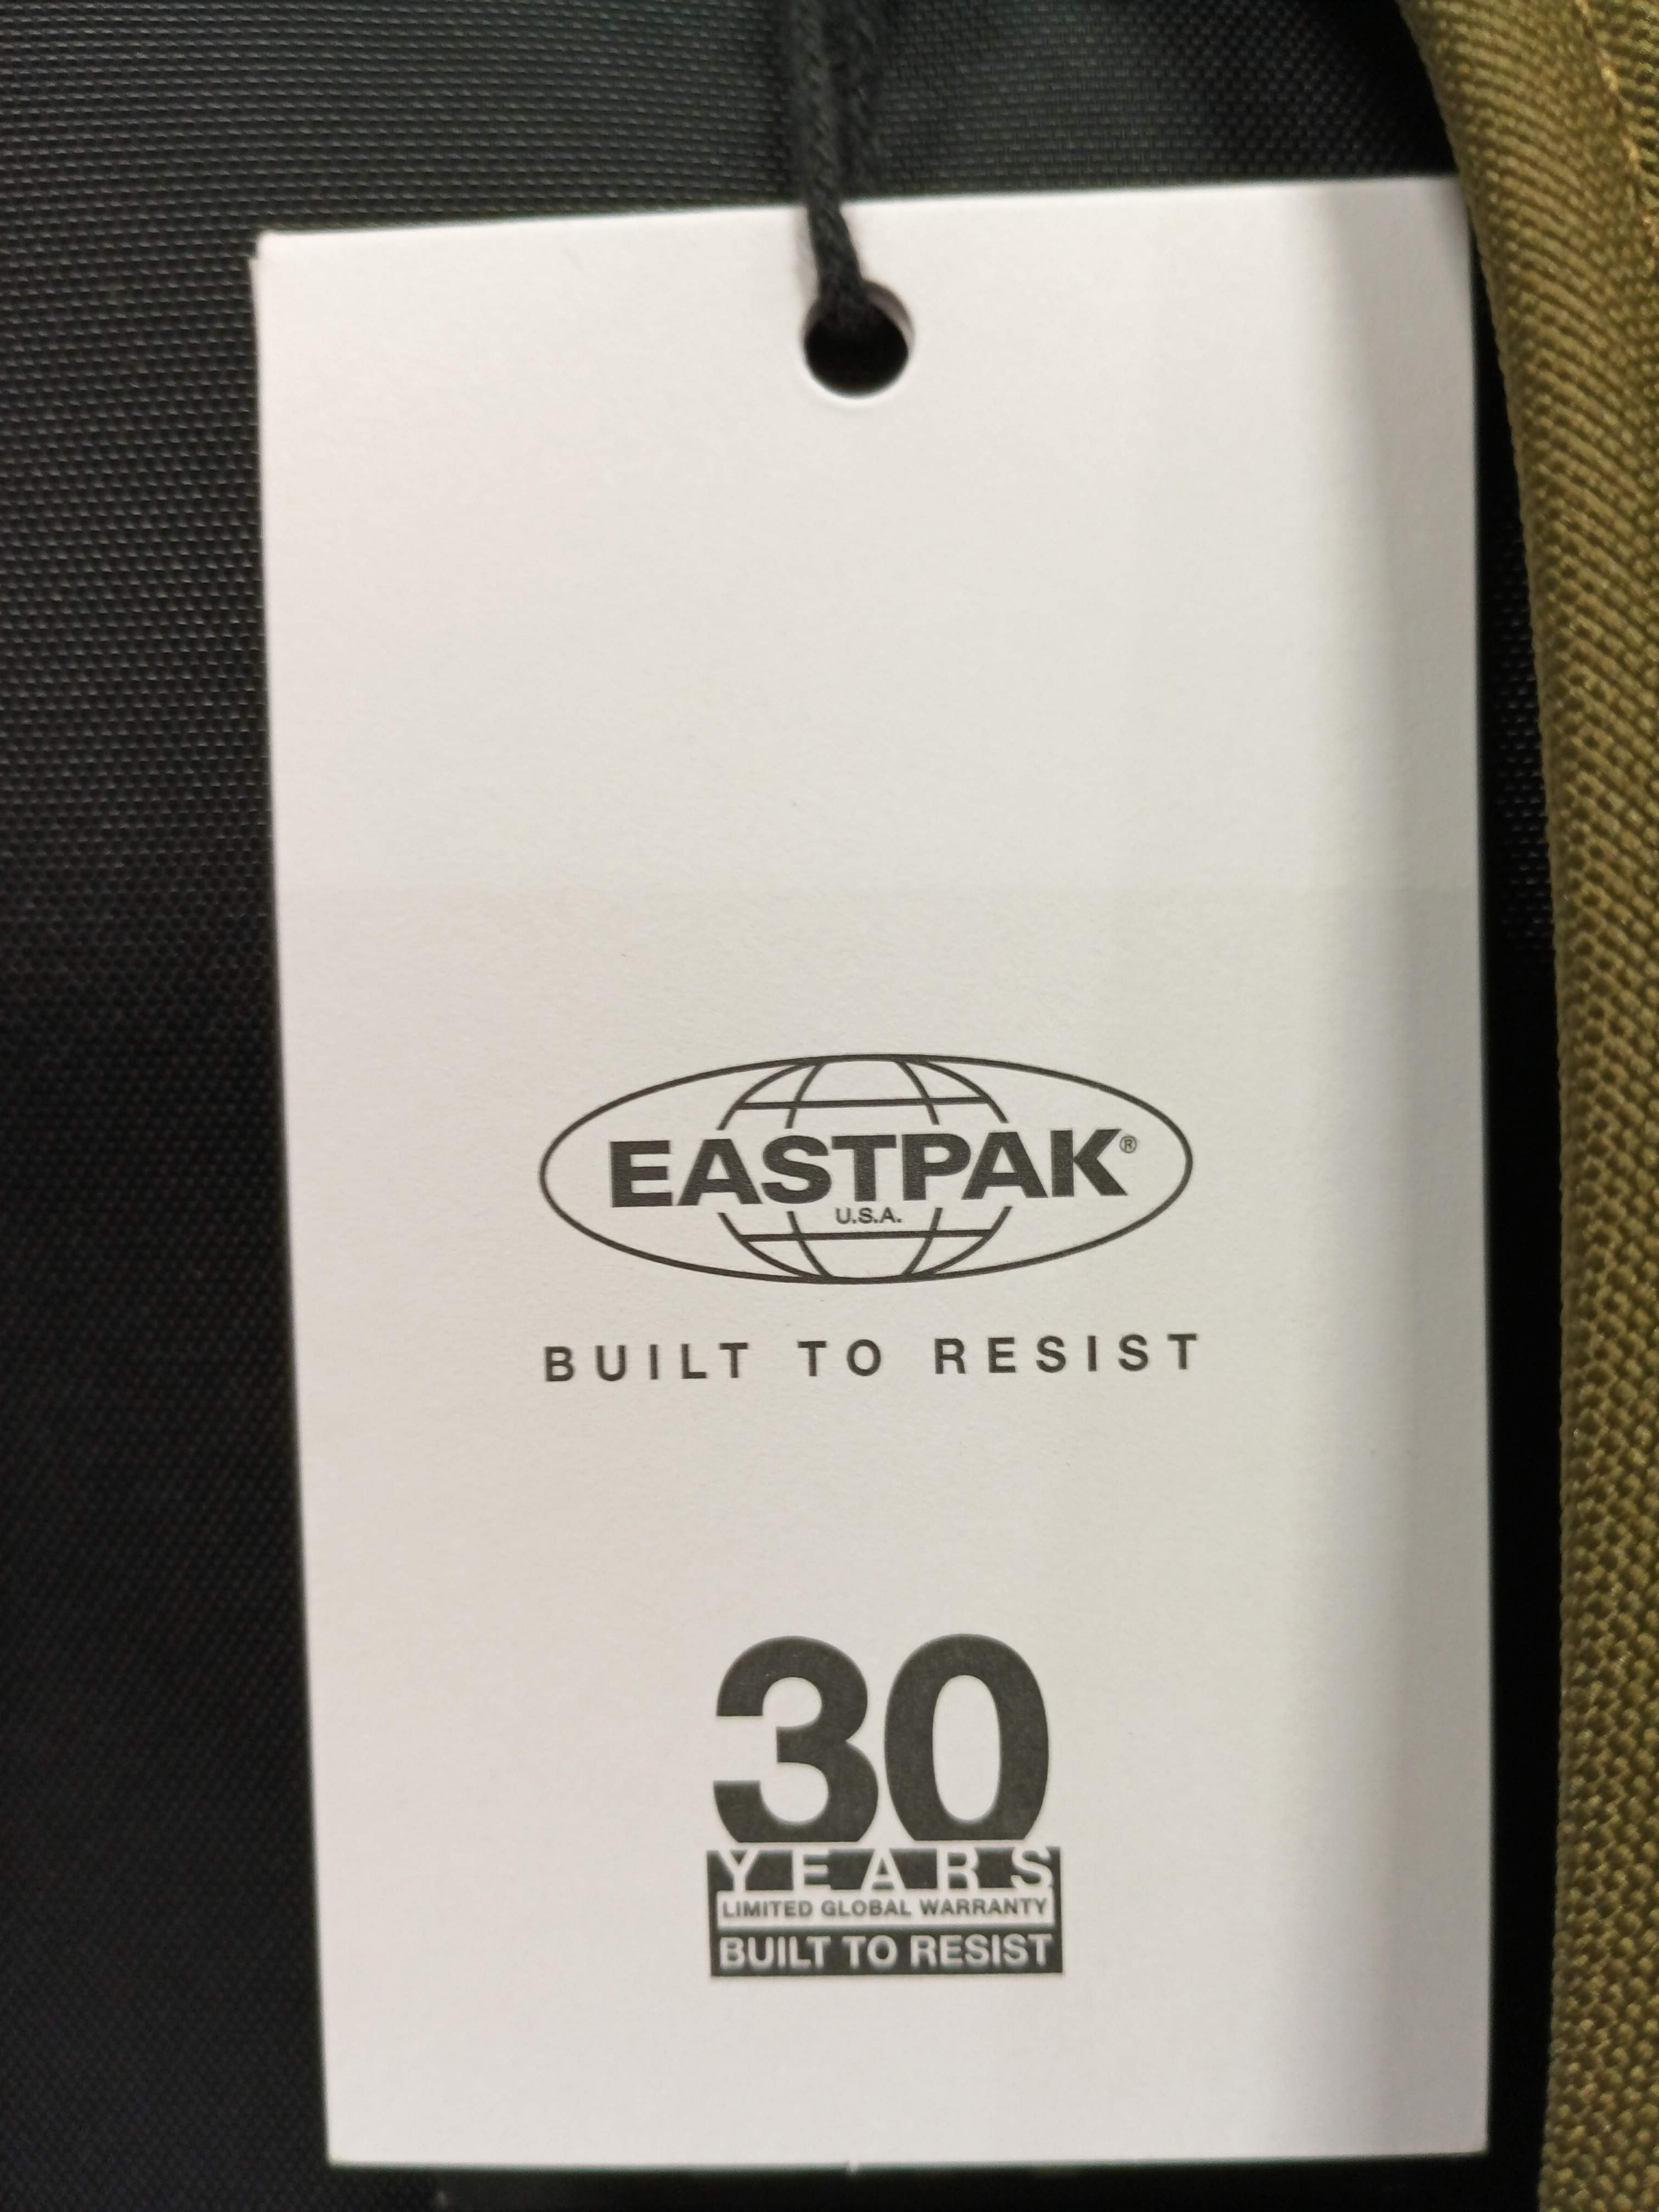 EASTPAK®
U.S.A.
BUILT TO RESIST
30
YEARS
LIMITED GLOBAL WARRANTY
BUILT TO RESIST